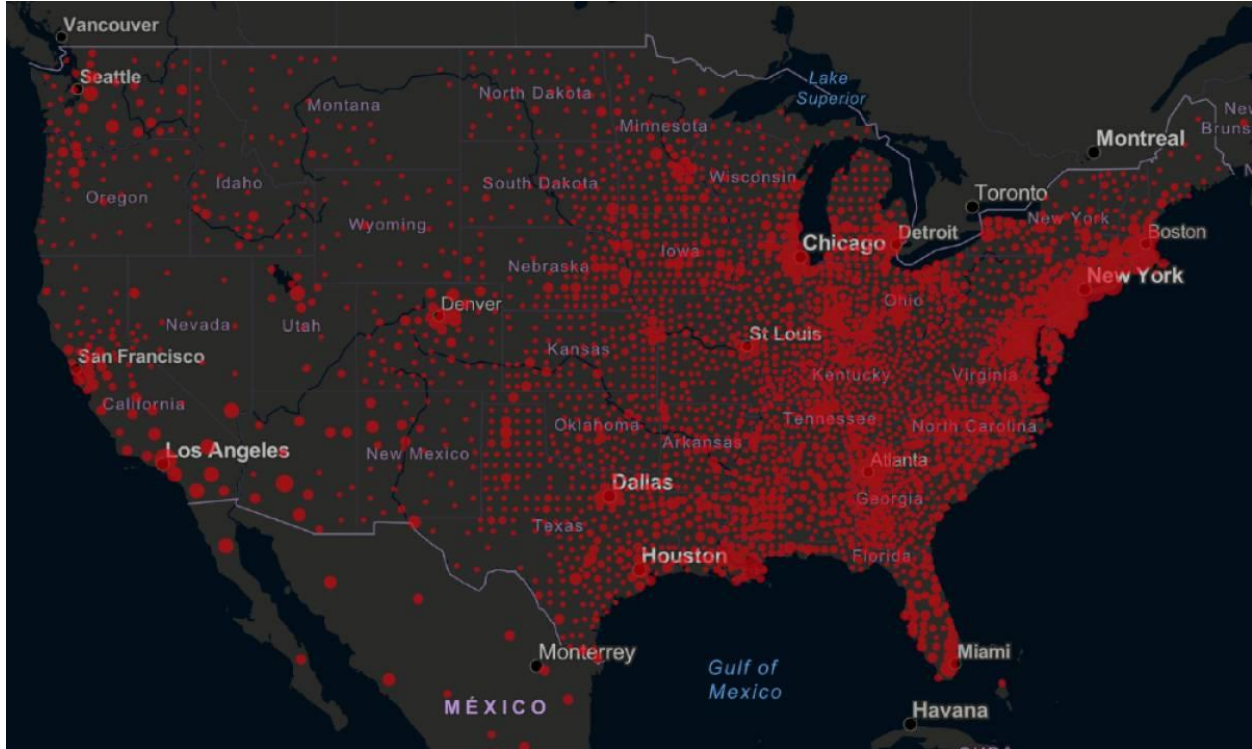 Vancouver
Seattle
Montana
North Dakota
Minnesota
Lake
Superior
Montreal
New
Bruns
N
Oregon
Idaho
South Dakota
Wisconsin
Toronto
Wyoming
New York
Boston
Detroit
Chicago
Iowa
Nebraska
New York
Ohio
Nevada
Utah
Denver
San Francisco
Kansas
St Louis
Kentucky
Virginia
California
Los Angeles
New Mexico
Oklahoma
Arkansas
Tennessee
North Carolina
Atlanta
Dallas
Georgia
Texas
Houston
Florida
Monterrey
Gulf of
Mexico
Miami
MÉXICO
Havana
CUBA